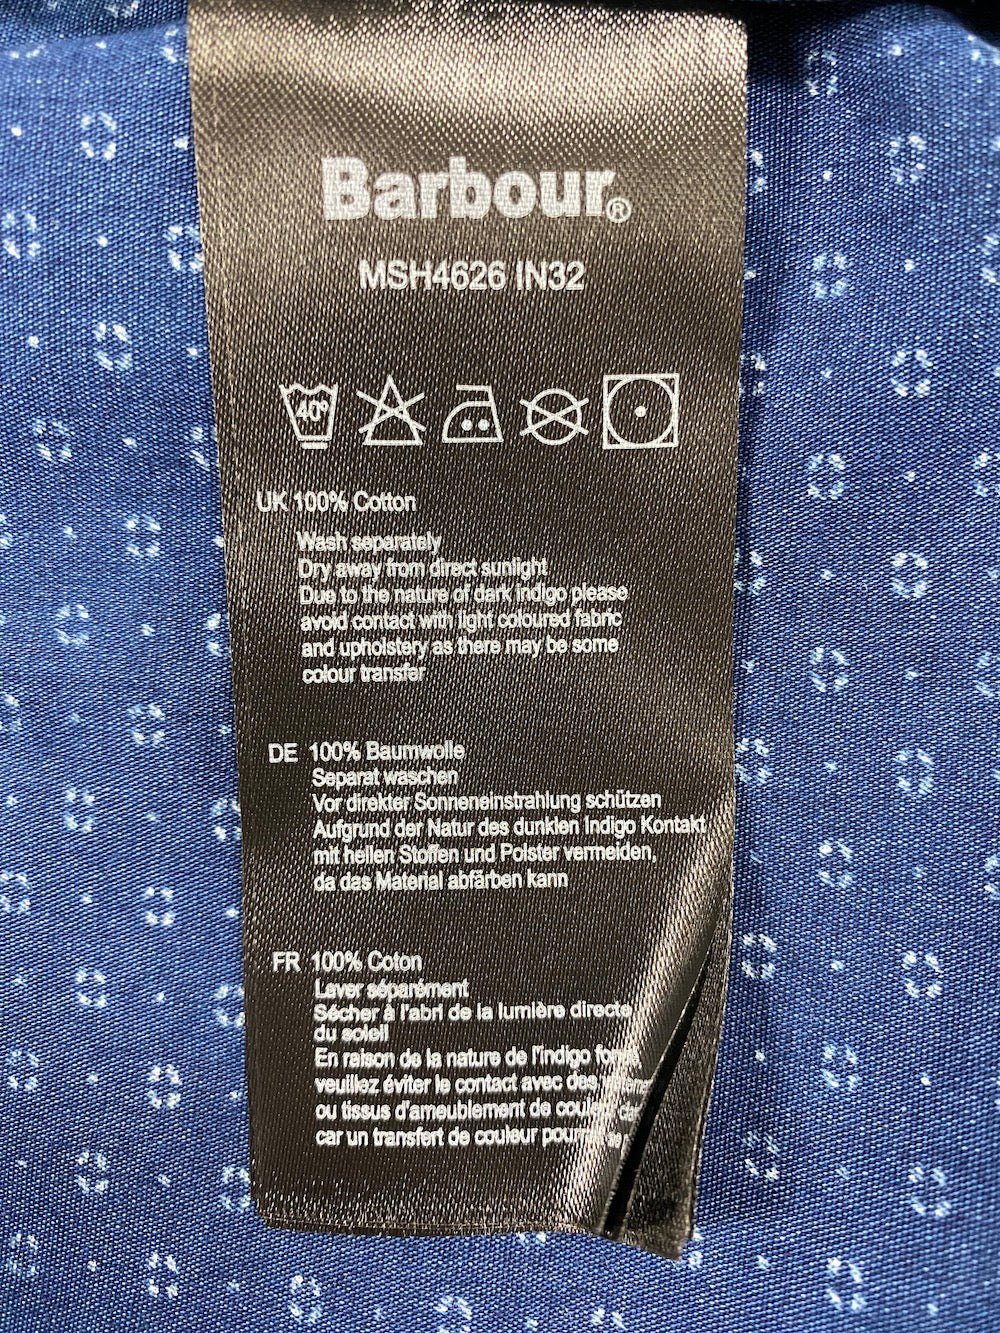 Barbour®
MSH4626 IN32
40°
UK 100% Cotton
Wash separately
Dry away from direct sunlight
Due to the nature of dark indigo please
avoid contact with light coloured fabric
and upholstery as there may be some
colour transfer
DE 100% Baumwolle
Separat waschen
Vor direkter Sonneneinstrahlung schützen
Aufgrund der Natur des dunklen Indigo Kontakt
mit hellen Stoffen und Polster vermeiden,
da das Material abfärben kann
FR 100% Coton
Laver séparément
Sécher à l'abri de la lumière directe
du soleil
En raison de la nature de l'indigo
veuillez éviter le contact avec des
ou tissus d'ameublement de
car un transfert de couleur